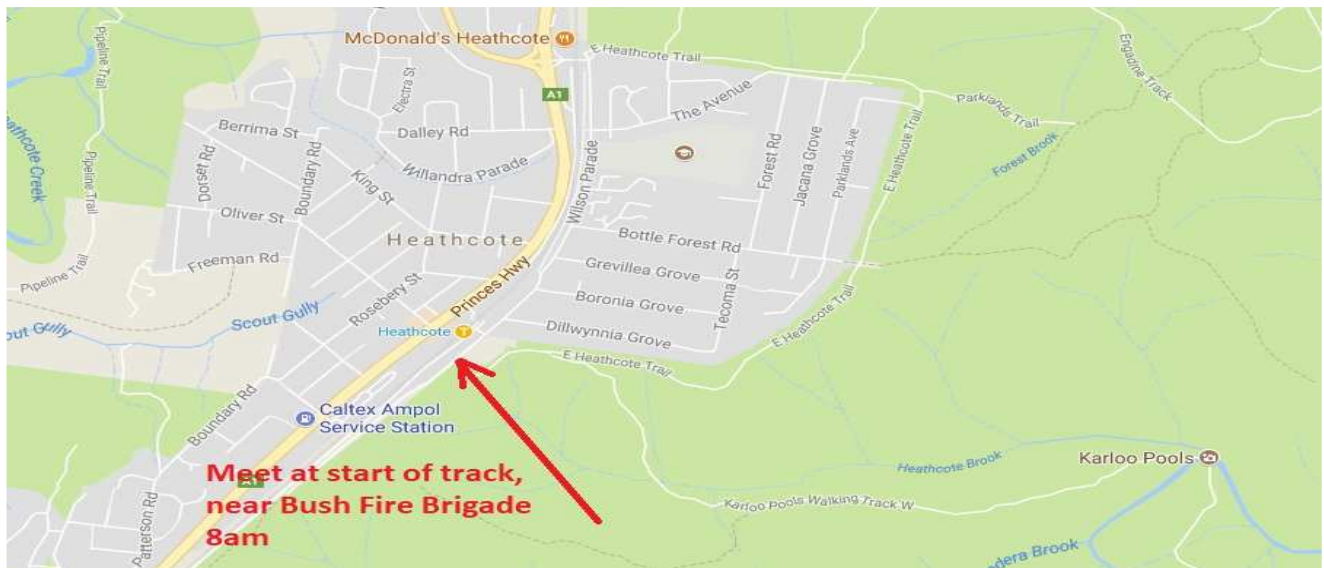 McDonald's Heathcote
E Heathcote Trail
Pipeline Trail
Engadine Track
Electra St
A1
The Avenue
Parklands Trail
Berrima St
Dalley Rd
Heathcote Creek
Dorset Rd
Boundary Rd
Willandra Parade
Wilson Parade
Forest Rd
Jacana Grove
Parklands Ave
E Heathcote Trail
Forest Brook
Pipeline Trail
King St
Oliver St
Heathcote
Bottle Forest Rd
Freeman Rd
Grevillea Grove
Pipeline Trail
Princes Hwy
Rosebery St
Boronia Grove
Tecoma St
Scout Gully
out Gully
Heathcote T
Dillwynnia Grove
E Heathcote Trail
E Heathcote Trail
Boundary Rd
Caltex Ampol
Service Station
Meet at start of track,
near Bush Fire Brigade
8am
A1
Patterson Rd
Heathcote Brook
Karloo Pools
Karloo Pools Walking Track W
dera Brook